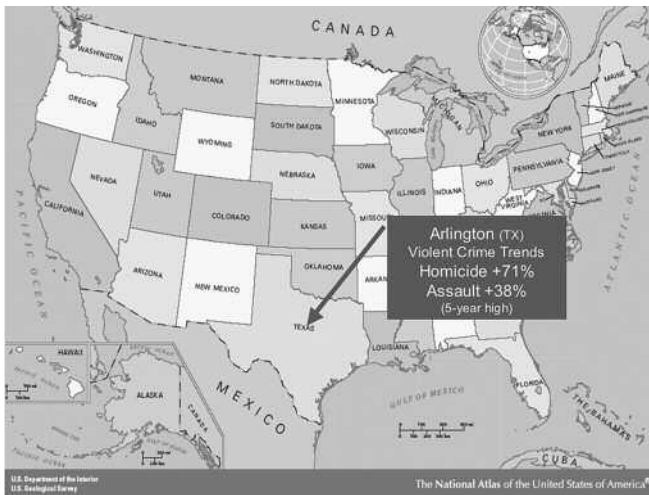 CANADA
WASHINGTON
MONTANA
NORTH DAKOTA
MINNESOTA
MAINE
OREGON
IDAHO
SOUTH DAKOTA
WISCONSIN
MICHIGAN
NEW YORK
WYOMING
IOWA
PENNSYLVANIA
NEBRASKA
NEVADA
UTAH
ILLINOIS
INDIANA
OHIO
CALIFORNIA
COLORADO
KANSAS
MISSOU
WEST
VIRGINIA
VIRGINIA
PACIFIC OCEAN
ATLANTIC OCEAN
Arlington (TX)
Violent Crime Trends
Homicide +71%
Assault +38%
(5-year high)
ARIZONA
NEW MEXICO
OKLAHOMA
ARKAN
TEXAS
LOUISIANA
HAWAII
ALASKA
CANADA
MEXICO
FLORIDA
GULF OF MEXICO
THE BAHAMAS
CUBA
U.S. Department of the Interior
U.S. Geological Survey
The National Atlas of the United States of America®